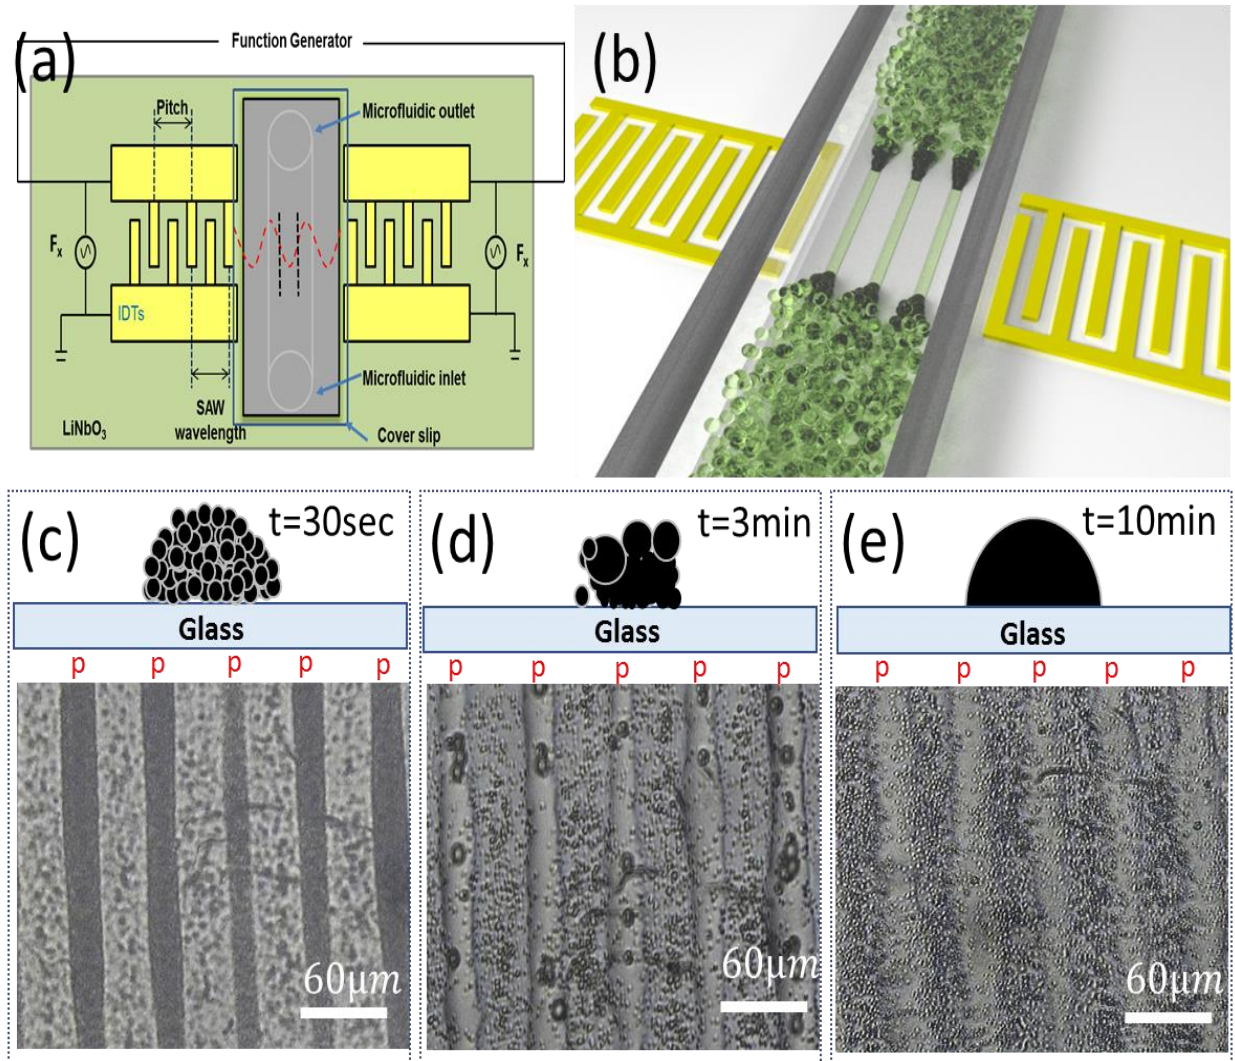 (a)
Function Generator
Pitch
Microfluidic outlet
Fx
Fx
IDTs
Microfluidic inlet
SAW
wavelength
LiNbO3
Cover slip
(b)
(c)
t=30sec
Glass
p p p p p
60μm
(d)
t=3min
Glass
p p p p p
60μm
(e)
t=10min
Glass
p p p p p
60μm